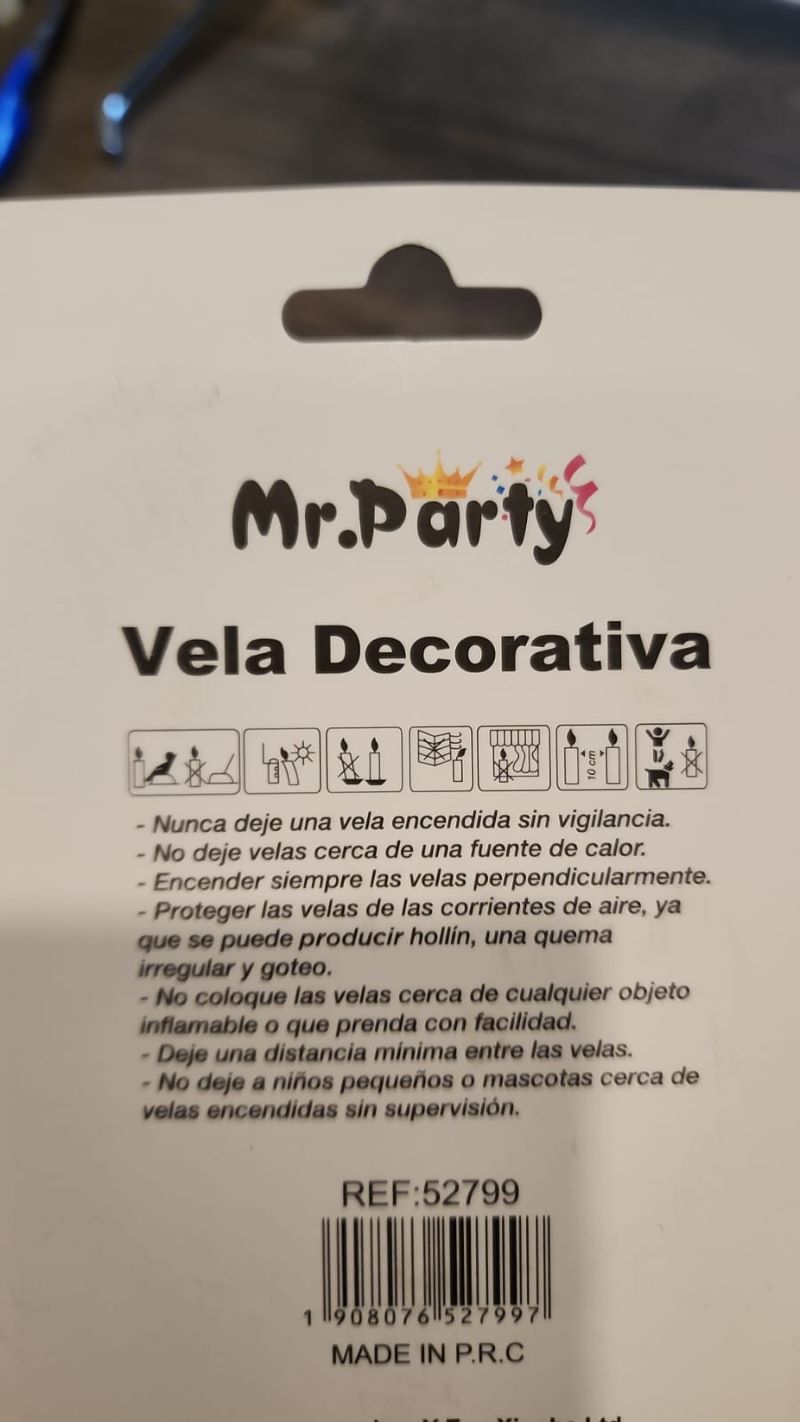 Mr.Party
Vela Decorativa
10 cm
- Nunca deje una vela encendida sin vigilancia.
- No deje velas cerca de una fuente de calor.
- Encender siempre las velas perpendicularmente.
- Proteger las velas de las corrientes de aire, ya
que se puede producir hollín, una quema
irregular y goteo.
- No coloque las velas cerca de cualquier objeto
inflamable o que prenda con facilidad.
- Deje una distancia mínima entre las velas.
- No deje a niños pequeños o mascotas cerca de
velas encendidas sin supervisión.
REF:52799
1 908076 527997
MADE IN P.R.C